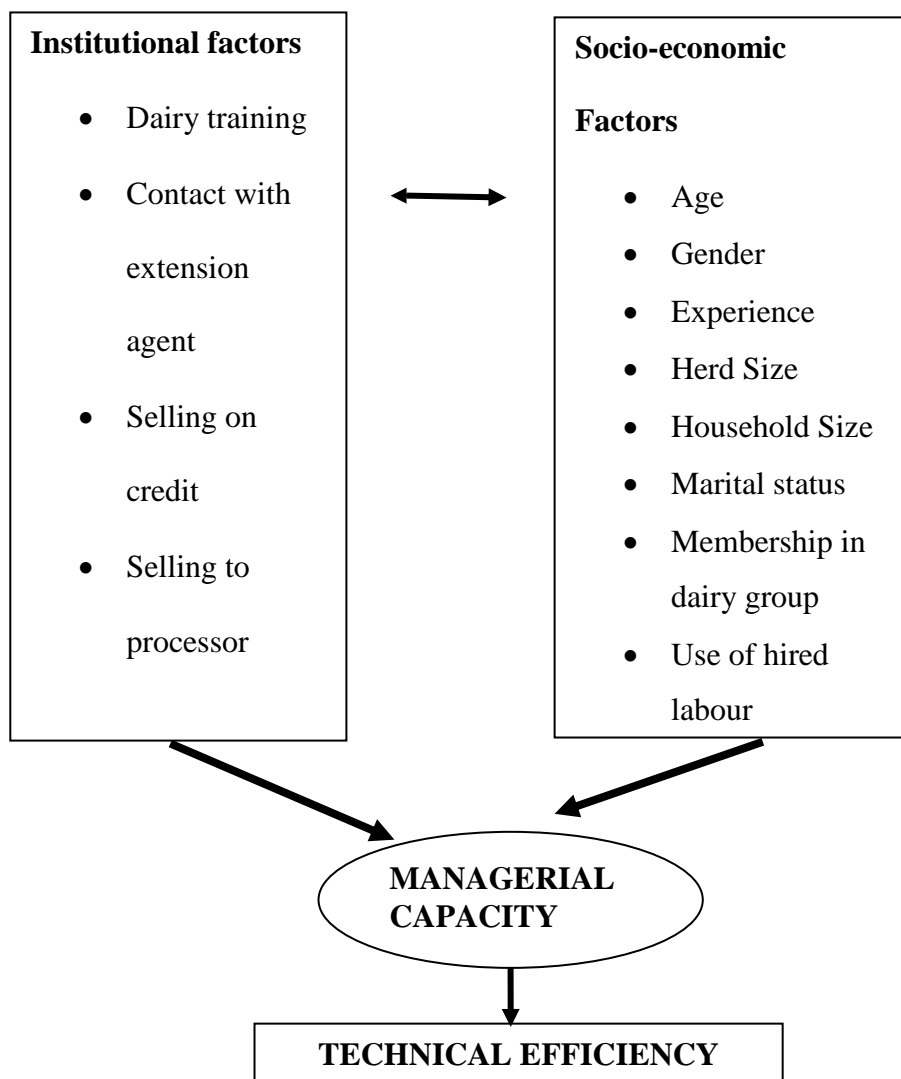 Institutional factors
• Dairy training
• Contact with
extension
agent
• Selling on
credit
• Selling to
processor
Socio-economic
Factors
• Age
• Gender
• Experience
• Herd Size
• Household Size
• Marital status
• Membership in
dairy group
• Use of hired
labour
MANAGERIAL
CAPACITY
TECHNICAL EFFICIENCY